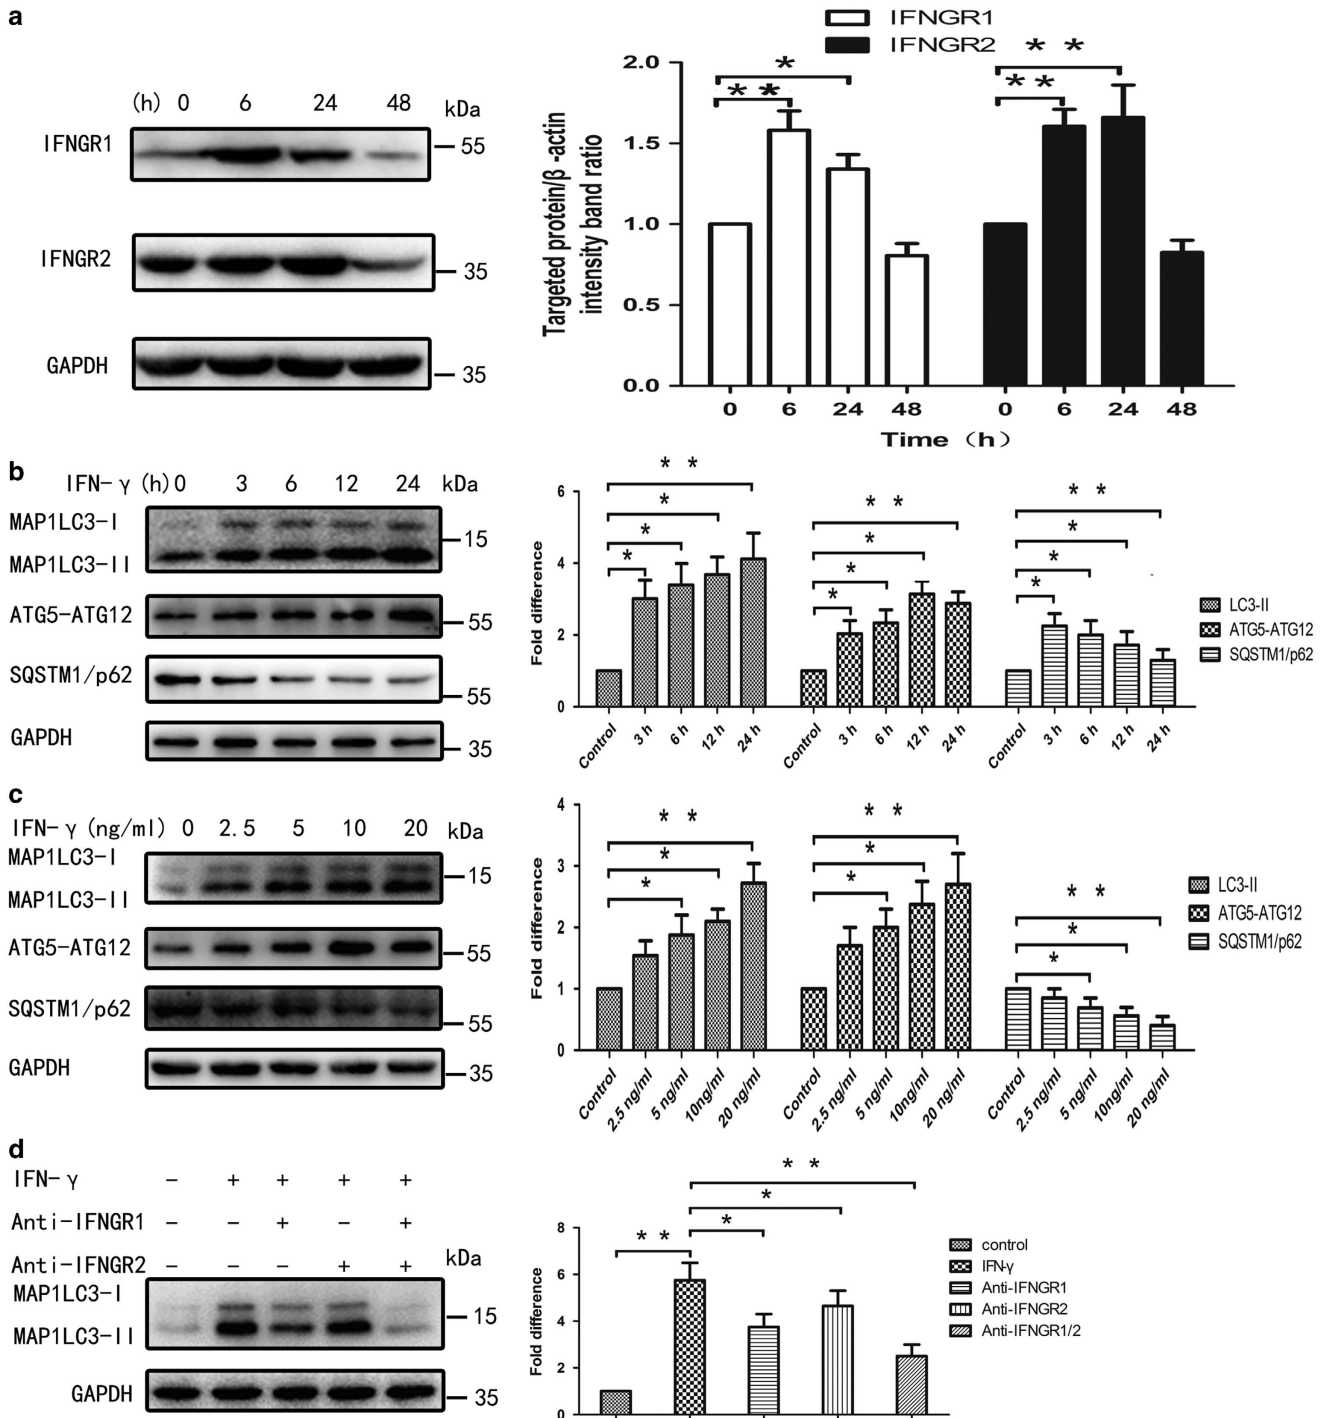 a
(h) 0 6 24 48 kDa
IFNGR1
55
IFNGR2
35
GAPDH
35
IFNGR1
IFNGR2
* *
*
* *
* *
Targeted protein/β -actin
intensity band ratio
2.0
1.5
1.0
0.5
0.0
0 6 24 48 0 6 24 48
Time (h)
b
IFN-γ (h) 0 3 6 12 24 kDa
MAP1LC3-I
15
MAP1LC3-II
ATG5-ATG12
55
SQSTM1/p62
55
GAPDH
35
Fold difference
6
4
2
0
* *
*
*
*
* *
*
*
*
* *
*
*
*
Control 3 h 6 h 12 h 24 h Control 3 h 6 h 12 h 24 h Control 3 h 6 h 12 h 24 h
LC3-II
ATG5-ATG12
SQSTM1/p62
c
IFN-γ (ng/ml) 0 2.5 5 10 20 kDa
MAP1LC3-I
15
MAP1LC3-II
ATG5-ATG12
55
SQSTM1/p62
55
GAPDH
35
Fold difference
4
3
2
1
0
* *
*
*
* *
*
*
* *
*
*
Control 2.5 ng/ml 5 ng/ml 10ng/ml 20 ng/ml Control 2.5 ng/ml 5 ng/ml 10ng/ml 20 ng/ml Control 2.5 ng/ml 5 ng/ml 10ng/ml 20 ng/ml
LC3-II
ATG5-ATG12
SQSTM1/p62
d
IFN-γ − + + + +
Anti-IFNGR1 − − + − +
Anti-IFNGR2 − − − + + kDa
MAP1LC3-I
15
MAP1LC3-II
GAPDH
35
Fold difference
8
6
4
2
0
* *
*
*
* *
control
IFN-γ
Anti-IFNGR1
Anti-IFNGR2
Anti-IFNGR1/2